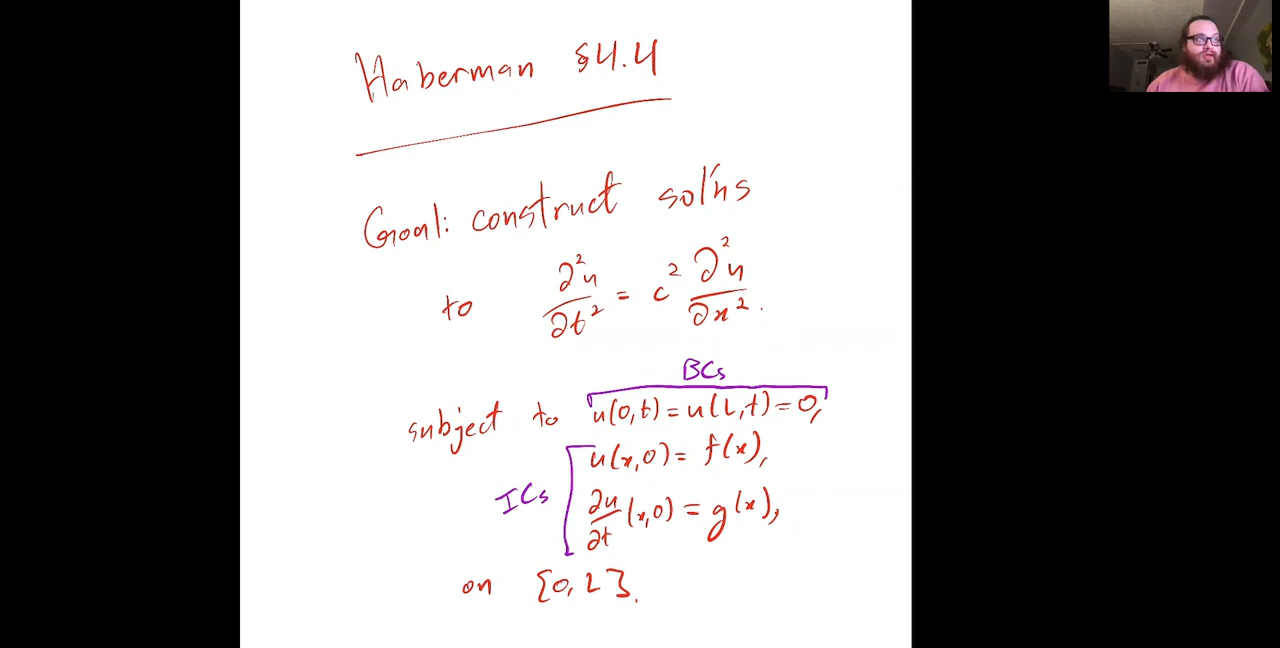 Haberman §4.4
Goal: construct sol'ns
to ∂²u/∂t² = c² ∂²u/∂x².
BCs
subject to u(0,t) = u(L,t) = 0,
u(x,0) = f(x),
ICs
∂u/∂t (x,0) = g(x),
on [0,L].